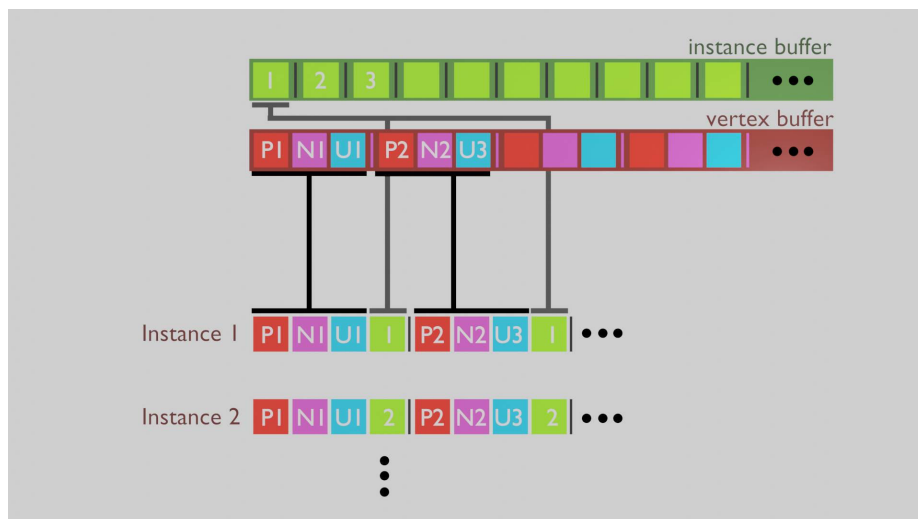 instance buffer
1 2 3
vertex buffer
P1 N1 U1 P2 N2 U3
Instance 1 P1 N1 U1 1 P2 N2 U3 1
Instance 2 P1 N1 U1 2 P2 N2 U3 2